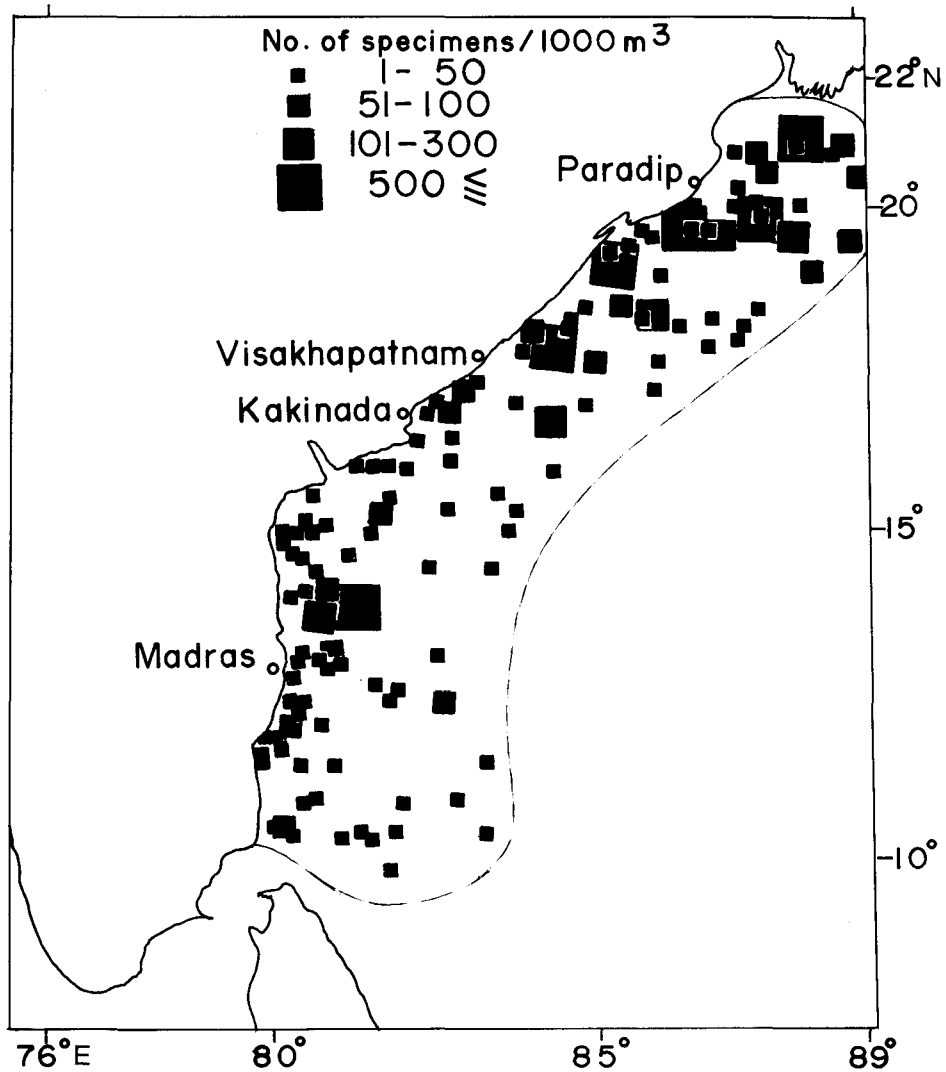 No. of specimens/1000 m³
1 - 50
51-100
101-300
500 ≤
22°N
Paradip
20°
Visakhapatnam
Kakinada
15°
Madras
10°
76°E 80° 85° 89°